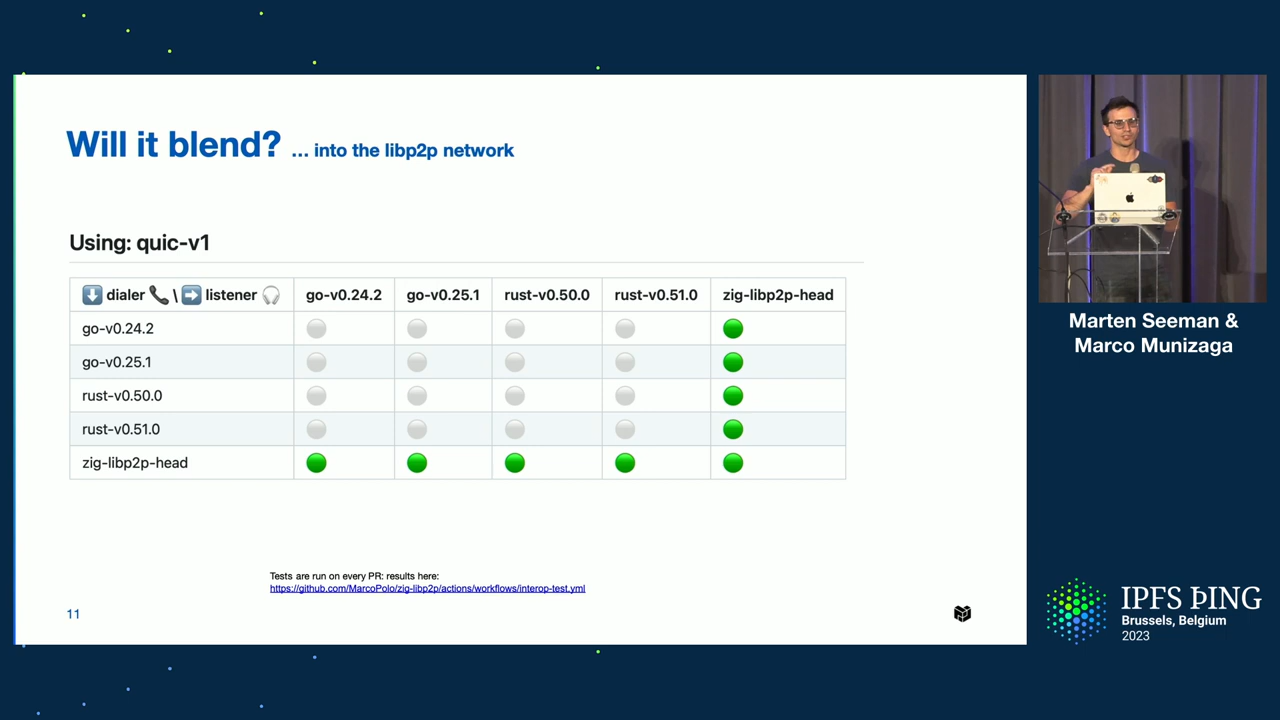 Will it blend? ... into the libp2p network
Using: quic-v1
⬇️ dialer 📞 \ ➡️ listener 🎧 go-v0.24.2 go-v0.25.1 rust-v0.50.0 rust-v0.51.0 zig-libp2p-head
go-v0.24.2
go-v0.25.1
rust-v0.50.0
rust-v0.51.0
zig-libp2p-head
Tests are run on every PR: results here:
https://github.com/MarcoPolo/zig-libp2p/actions/workflows/interop-test.yml
11
Marten Seeman &
Marco Munizaga
IPFS ÞING
Brussels, Belgium
2023